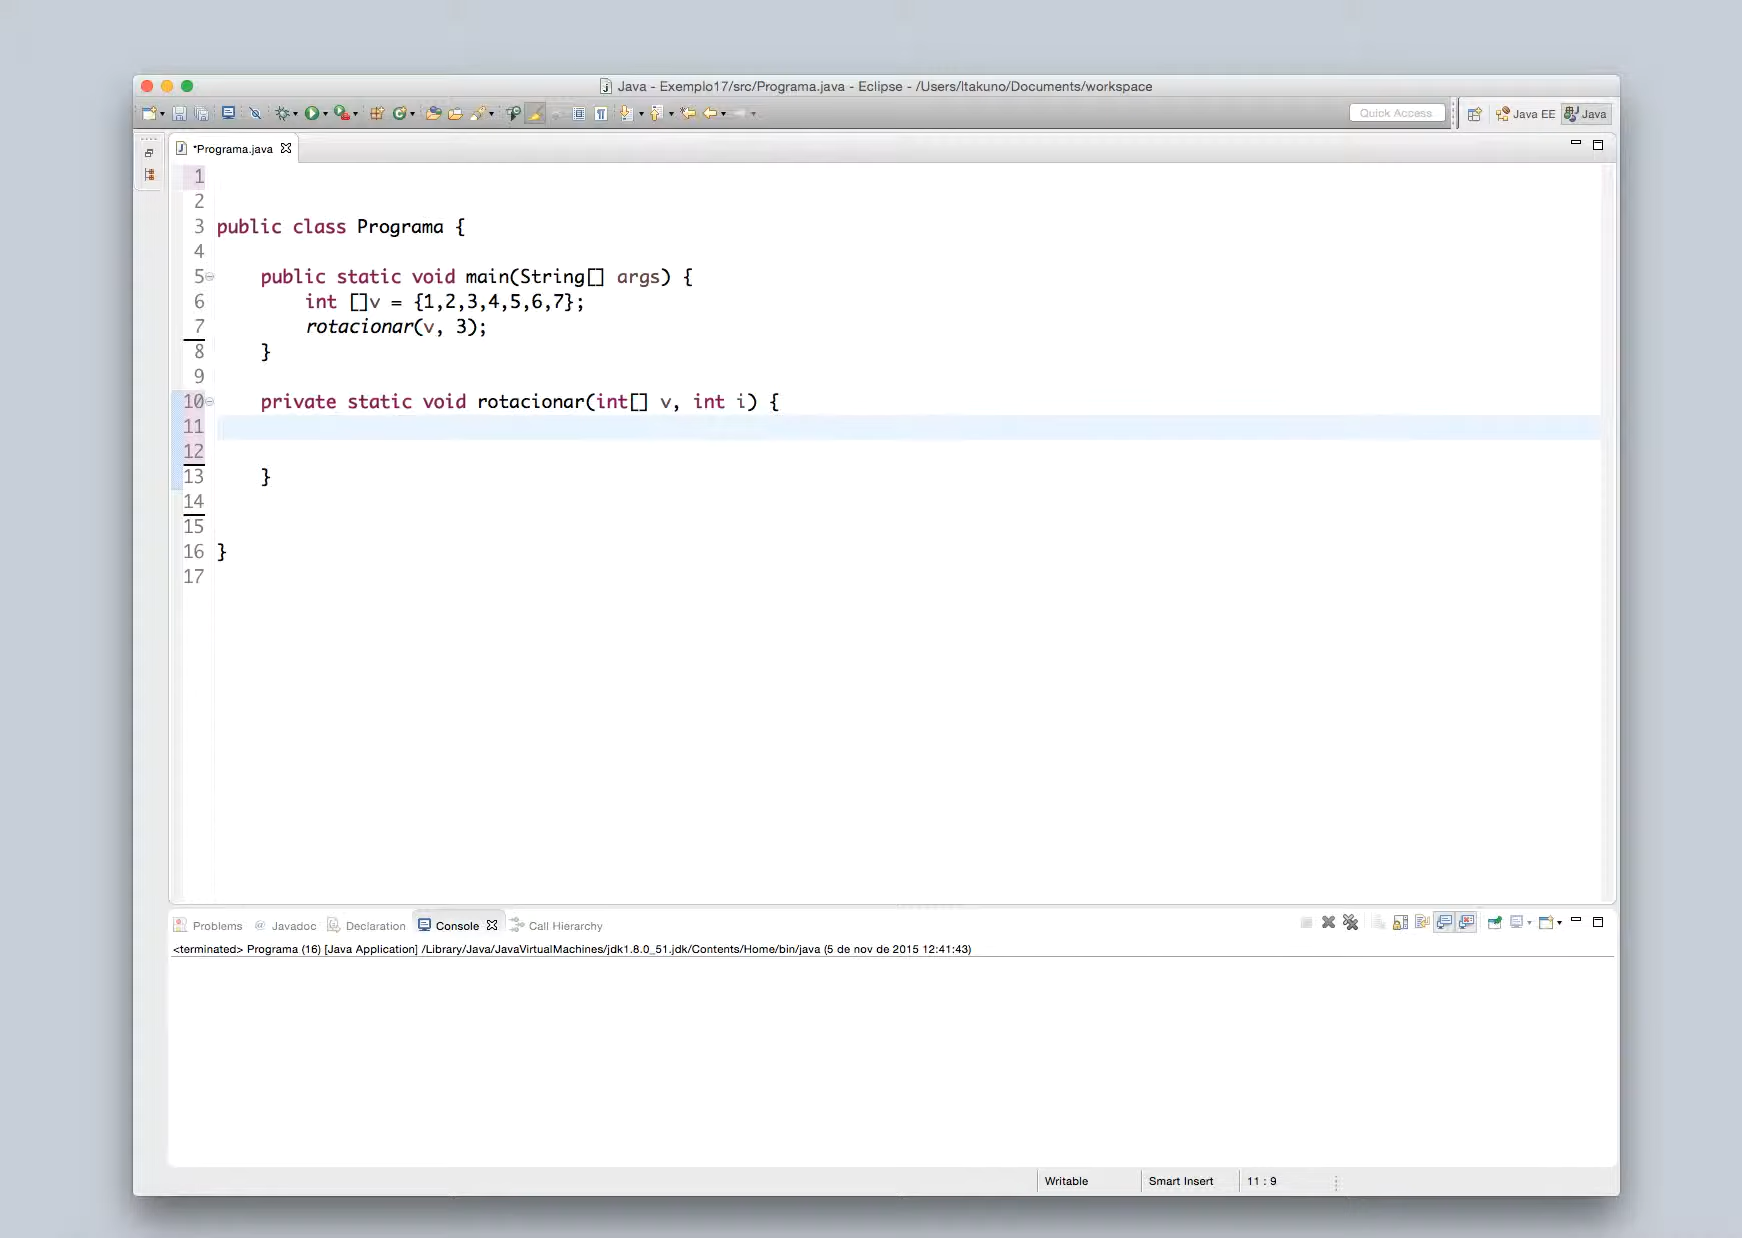 Java - Exemplo17/src/Programa.java - Eclipse - /Users/ltakuno/Documents/workspace
Quick Access
Java EE
Java
*Programa.java
1
2
3 public class Programa {
4
5 public static void main(String[] args) {
6 int []v = {1,2,3,4,5,6,7};
7 rotacionar(v, 3);
8 }
9
10 private static void rotacionar(int[] v, int i) {
11
12
13 }
14
15
16 }
17
Problems @ Javadoc Declaration Console Call Hierarchy
<terminated> Programa (16) [Java Application] /Library/Java/JavaVirtualMachines/jdk1.8.0_51.jdk/Contents/Home/bin/java (5 de nov de 2015 12:41:43)
Writable Smart Insert 11 : 9